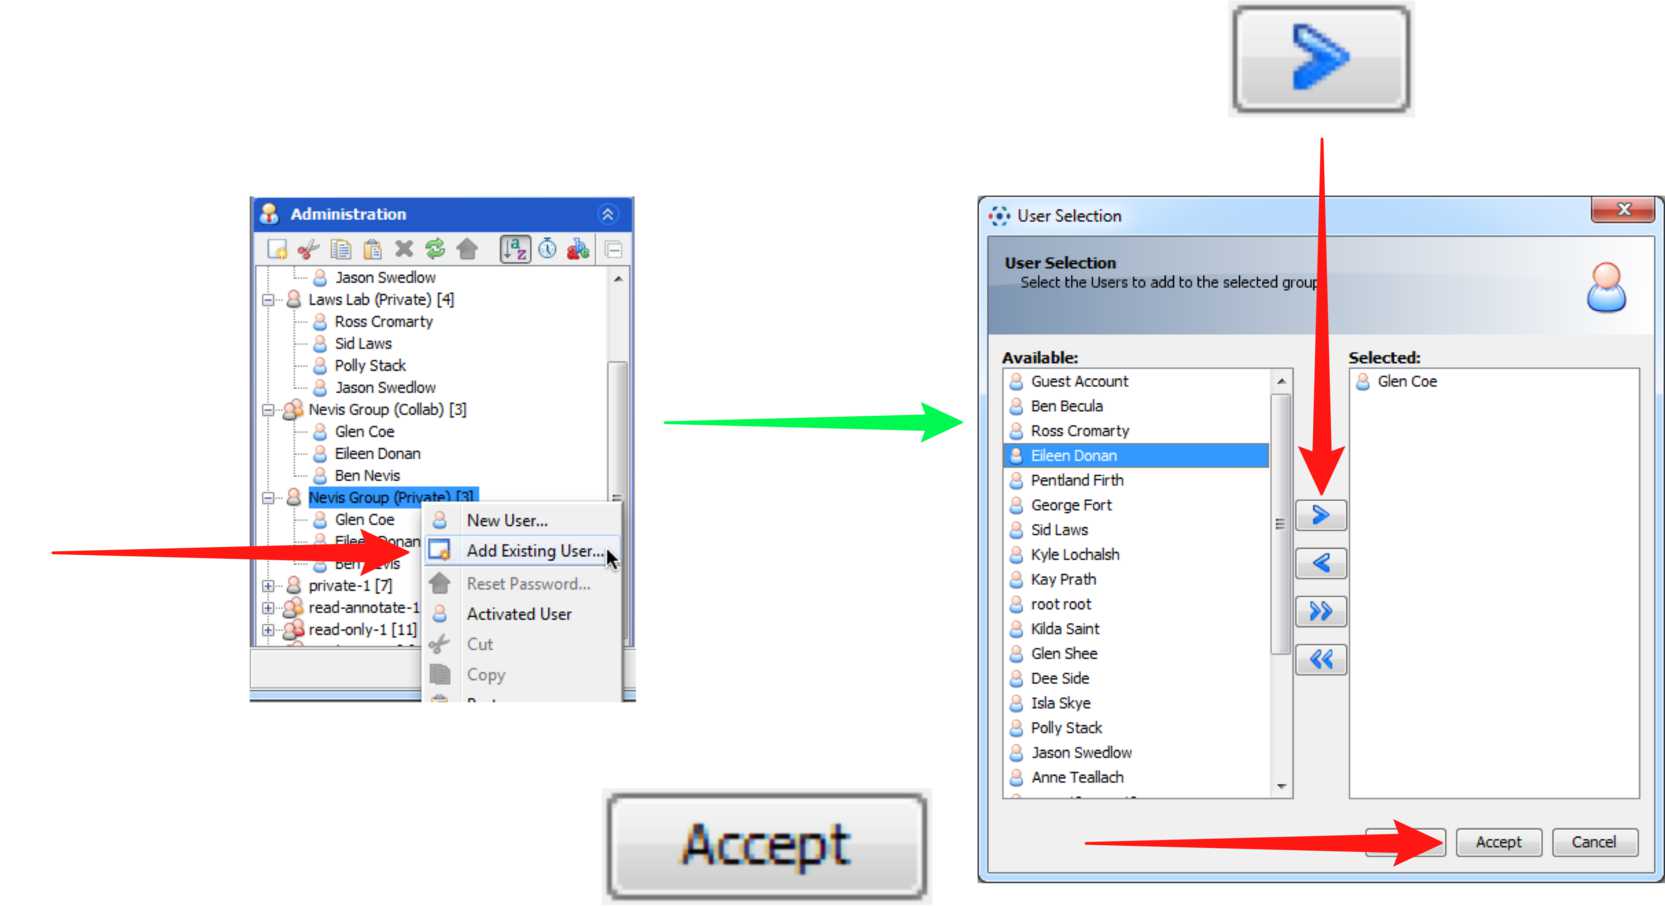 Administration
Jason Swedlow
Laws Lab (Private) [4]
Ross Cromarty
Sid Laws
Polly Stack
Jason Swedlow
Nevis Group (Collab) [3]
Glen Coe
Eileen Donan
Ben Nevis
Nevis Group (Private) [3]
Glen Coe
Eileen Donan
Ben Nevis
private-1 [7]
read-annotate-1
read-only-1 [11]
New User...
Add Existing User...
Reset Password...
Activated User
Cut
Copy
Accept
User Selection
User Selection
Select the Users to add to the selected group
Available:
Guest Account
Ben Becula
Ross Cromarty
Eileen Donan
Pentland Firth
George Fort
Sid Laws
Kyle Lochalsh
Kay Prath
root root
Kilda Saint
Glen Shee
Dee Side
Isla Skye
Polly Stack
Jason Swedlow
Anne Teallach
Selected:
Glen Coe
Accept
Cancel